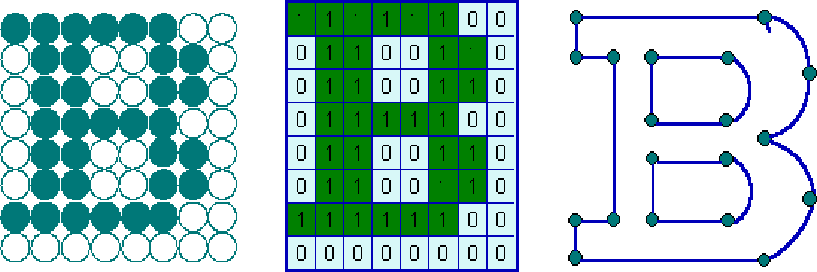 1 1 1 0 0
0 1 1 0 0 1 0
0 1 1 0 0 1 1 0
0 1 1 1 1 1 0 0
0 1 1 0 0 1 1 0
0 1 1 0 0 1 0
1 1 1 1 1 1 0 0
0 0 0 0 0 0 0 0
B